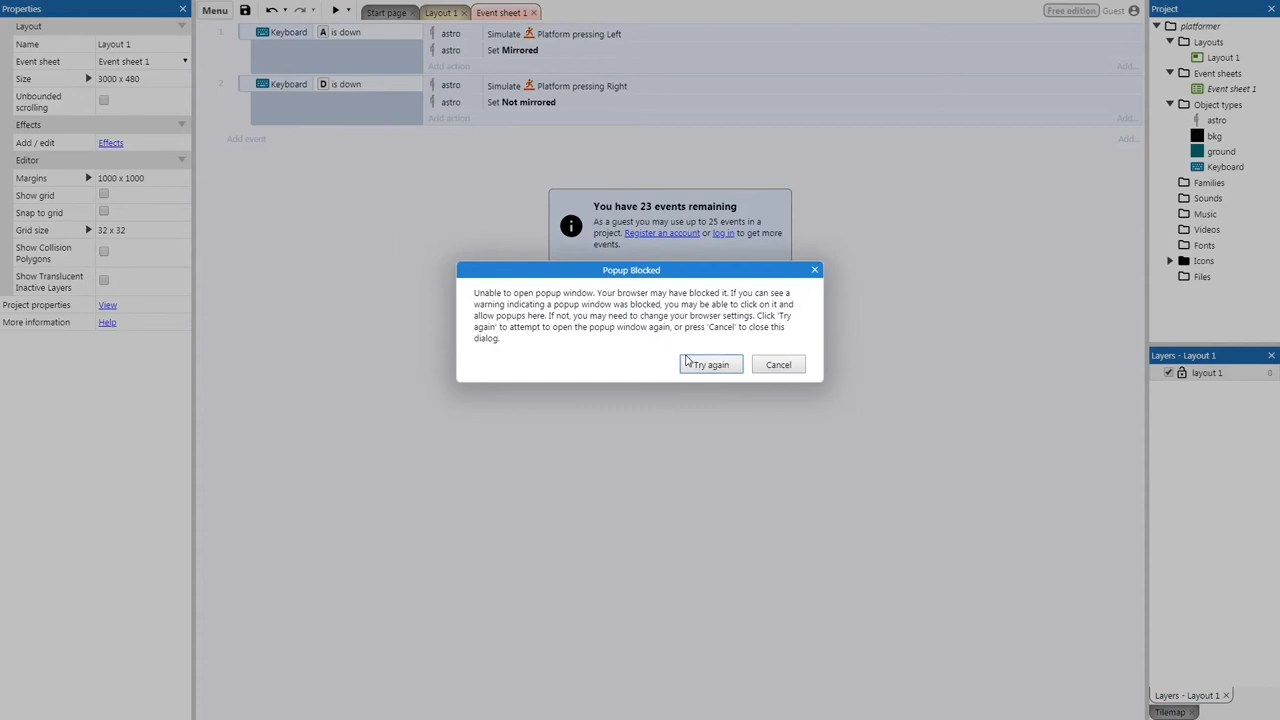 Properties
Layout
Name Layout 1
Event sheet Event sheet 1
Size 3000 x 480
Unbounded
scrolling
Effects
Add / edit Effects
Editor
Margins 1000 x 1000
Show grid
Snap to grid
Grid size 32 x 32
Show Collision
Polygons
Show Translucent
Inactive Layers
Project properties View
More information Help
Menu
Start page
Layout 1
Event sheet 1
Free edition Guest
1 Keyboard A is down astro Simulate Platform pressing Left
astro Set Mirrored
Add action Add...
2 Keyboard D is down astro Simulate Platform pressing Right
astro Set Not mirrored
Add action Add...
Add event Add...
You have 23 events remaining
As a guest you may use up to 25 events in a
project. Register an account or log in to get more
events.
Popup Blocked
Unable to open popup window. Your browser may have blocked it. If you can see a
warning indicating a popup window was blocked, you may be able to click on it and
allow popups here. If not, you may need to change your browser settings. Click 'Try
again' to attempt to open the popup window again, or press 'Cancel' to close this
dialog.
Try again Cancel
Project
platformer
Layouts
Layout 1
Event sheets
Event sheet 1
Object types
astro
bkg
ground
Keyboard
Families
Sounds
Music
Videos
Fonts
Icons
Files
Layers - Layout 1
layout 1 0
Layers - Layout 1
Tilemap